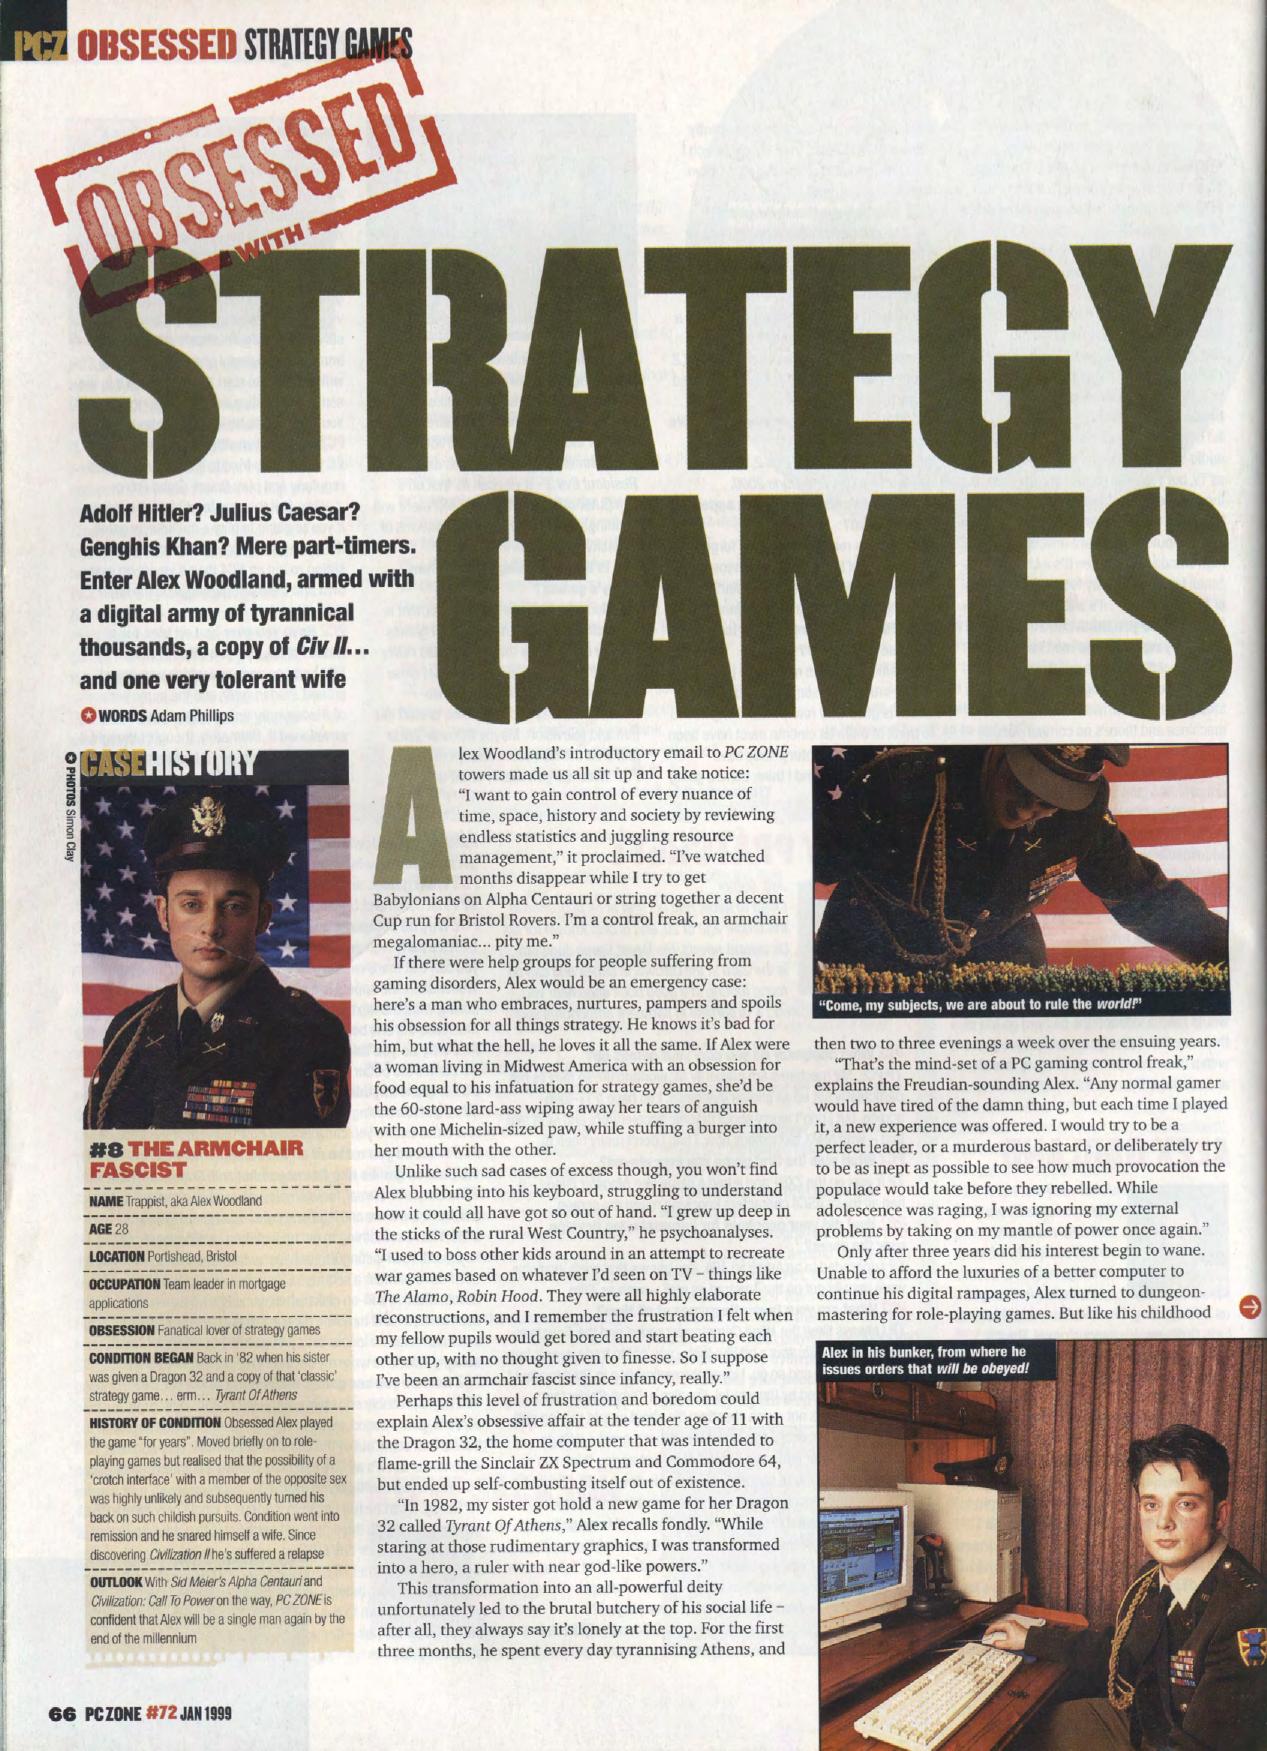 PCZ OBSESSED STRATEGY GAMES
OBSESSED
WITH
STRATEGY
GAMES
Adolf Hitler? Julius Caesar?
Genghis Khan? Mere part-timers.
Enter Alex Woodland, armed with
a digital army of tyrannical
thousands, a copy of Civ II...
and one very tolerant wife
WORDS Adam Phillips
PHOTOS Simon Clay
CASEHISTORY
#8 THE ARMCHAIR
FASCIST
NAME Trappist, aka Alex Woodland
AGE 28
LOCATION Portishead, Bristol
OCCUPATION Team leader in mortgage
applications
OBSESSION Fanatical lover of strategy games
CONDITION BEGAN Back in '82 when his sister
was given a Dragon 32 and a copy of that 'classic'
strategy game... erm... Tyrant Of Athens
HISTORY OF CONDITION Obsessed Alex played
the game "for years". Moved briefly on to role-
playing games but realised that the possibility of a
'crotch interface' with a member of the opposite sex
was highly unlikely and subsequently turned his
back on such childish pursuits. Condition went into
remission and he snared himself a wife. Since
discovering Civilization II he's suffered a relapse
OUTLOOK With Sid Meier's Alpha Centauri and
Civilization: Call To Power on the way, PC ZONE is
confident that Alex will be a single man again by the
end of the millennium
Alex Woodland's introductory email to PC ZONE
towers made us all sit up and take notice:
"I want to gain control of every nuance of
time, space, history and society by reviewing
endless statistics and juggling resource
management," it proclaimed. "I've watched
months disappear while I try to get
Babylonians on Alpha Centauri or string together a decent
Cup run for Bristol Rovers. I'm a control freak, an armchair
megalomaniac... pity me."
If there were help groups for people suffering from
gaming disorders, Alex would be an emergency case:
here's a man who embraces, nurtures, pampers and spoils
his obsession for all things strategy. He knows it's bad for
him, but what the hell, he loves it all the same. If Alex were
a woman living in Midwest America with an obsession for
food equal to his infatuation for strategy games, she'd be
the 60-stone lard-ass wiping away her tears of anguish
with one Michelin-sized paw, while stuffing a burger into
her mouth with the other.
Unlike such sad cases of excess though, you won't find
Alex blubbing into his keyboard, struggling to understand
how it could all have got so out of hand. "I grew up deep in
the sticks of the rural West Country," he psychoanalyses.
"I used to boss other kids around in an attempt to recreate
war games based on whatever I'd seen on TV – things like
The Alamo, Robin Hood. They were all highly elaborate
reconstructions, and I remember the frustration I felt when
my fellow pupils would get bored and start beating each
other up, with no thought given to finesse. So I suppose
I've been an armchair fascist since infancy, really."
Perhaps this level of frustration and boredom could
explain Alex's obsessive affair at the tender age of 11 with
the Dragon 32, the home computer that was intended to
flame-grill the Sinclair ZX Spectrum and Commodore 64,
but ended up self-combusting itself out of existence.
"In 1982, my sister got hold a new game for her Dragon
32 called Tyrant Of Athens," Alex recalls fondly. "While
staring at those rudimentary graphics, I was transformed
into a hero, a ruler with near god-like powers."
This transformation into an all-powerful deity
unfortunately led to the brutal butchery of his social life –
after all, they always say it's lonely at the top. For the first
three months, he spent every day tyrannising Athens, and
"Come, my subjects, we are about to rule the world!"
then two to three evenings a week over the ensuing years.
"That's the mind-set of a PC gaming control freak,"
explains the Freudian-sounding Alex. "Any normal gamer
would have tired of the damn thing, but each time I played
it, a new experience was offered. I would try to be a
perfect leader, or a murderous bastard, or deliberately try
to be as inept as possible to see how much provocation the
populace would take before they rebelled. While
adolescence was raging, I was ignoring my external
problems by taking on my mantle of power once again."
Only after three years did his interest begin to wane.
Unable to afford the luxuries of a better computer to
continue his digital rampages, Alex turned to dungeon-
mastering for role-playing games. But like his childhood
Alex in his bunker, from where he
issues orders that will be obeyed!
66 PC ZONE #72 JAN 1999